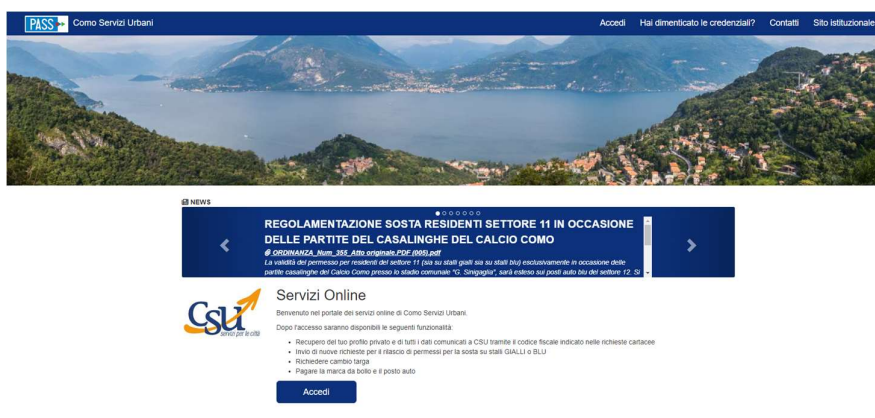 PASS Como Servizi Urbani Accedi Hai dimenticato le credenziali? Contatti Sito istituzionale
NEWS
REGOLAMENTAZIONE SOSTA RESIDENTI SETTORE 11 IN OCCASIONE
DELLE PARTITE DEL CASALINGHE DEL CALCIO COMO
ORDINANZA_Num_355_Atto originale.PDF (005).pdf
La validità del permesso per residenti del settore 11 (sia su stalli gialli sia su stalli blu) esclusivamente in occasione delle
partite casalinghe del Calcio Como presso lo stadio comunale "G. Sinigaglia", sarà esteso sui posti auto blu del settore 12. Si
Csu
servizi per le città
Servizi Online
Benvenuto nel portale dei servizi online di Como Servizi Urbani.
Dopo l'accesso saranno disponibili le seguenti funzionalità:
• Recupero del tuo profilo privato e di tutti i dati comunicati a CSU tramite il codice fiscale indicato nelle richieste cartacee
• Invio di nuove richieste per il rilascio di permessi per la sosta su stalli GIALLI o BLU
• Richiedere cambio targa
• Pagare la marca da bollo e il posto auto
Accedi